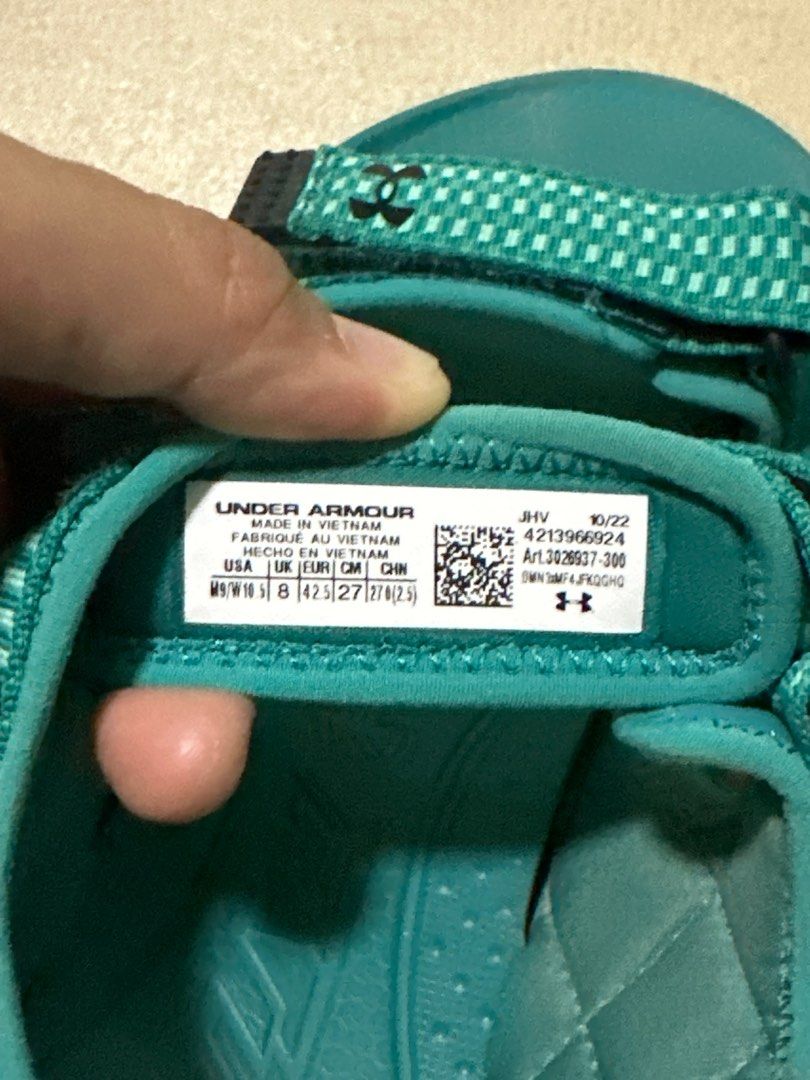 UNDER ARMOUR
MADE IN VIETNAM
FABRIQUÉ AU VIETNAM
HECHO EN VIETNAM
USA UK EUR CM CHN
M9/W10.5 8 42.5 27 270(2.5)
JHV 10/22
4213966924
Art.3026937-300